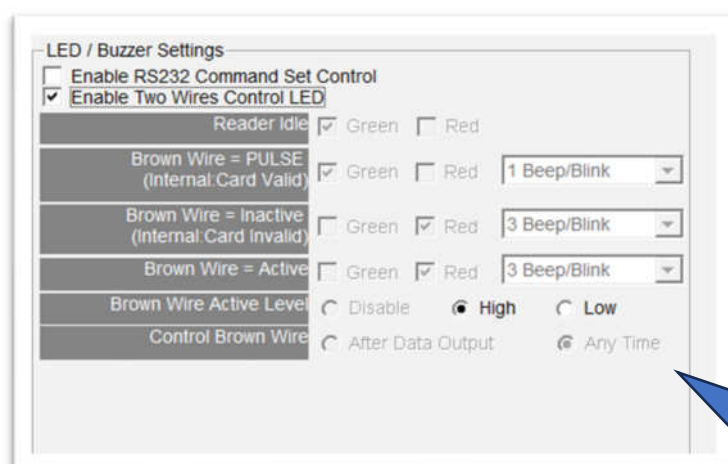 LED / Buzzer Settings
Enable RS232 Command Set Control
Enable Two Wires Control LED
Reader Idle Green Red
Brown Wire = PULSE
(Internal:Card Valid) Green Red 1 Beep/Blink
Brown Wire = Inactive
(Internal:Card Invalid) Green Red 3 Beep/Blink
Brown Wire = Active Green Red 3 Beep/Blink
Brown Wire Active Level Disable High Low
Control Brown Wire After Data Output Any Time